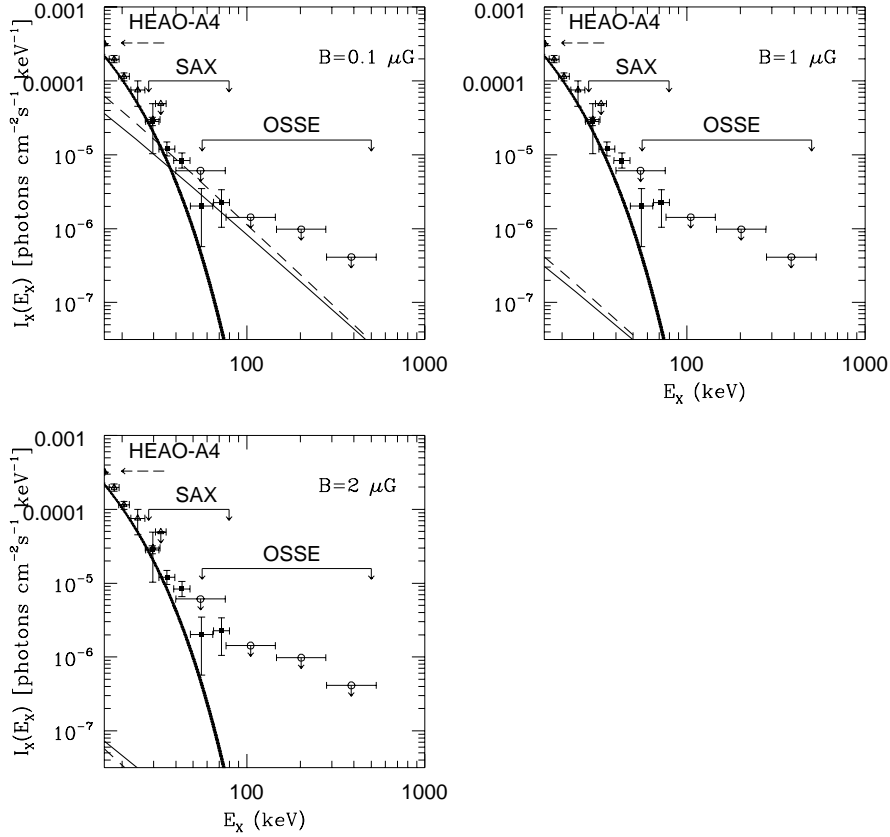 0.001
HEAO-A4
B=0.1 μG
SAX
0.0001
OSSE
10⁻⁵
10⁻⁶
10⁻⁷
I_X(E_X) [photons cm⁻²s⁻¹ keV⁻¹]
100
1000
0.001
HEAO-A4
B=1 μG
SAX
0.0001
OSSE
10⁻⁵
10⁻⁶
10⁻⁷
100
1000
E_X (keV)
0.001
HEAO-A4
B=2 μG
SAX
0.0001
OSSE
10⁻⁵
10⁻⁶
10⁻⁷
I_X(E_X) [photons cm⁻²s⁻¹ keV⁻¹]
100
1000
E_X (keV)